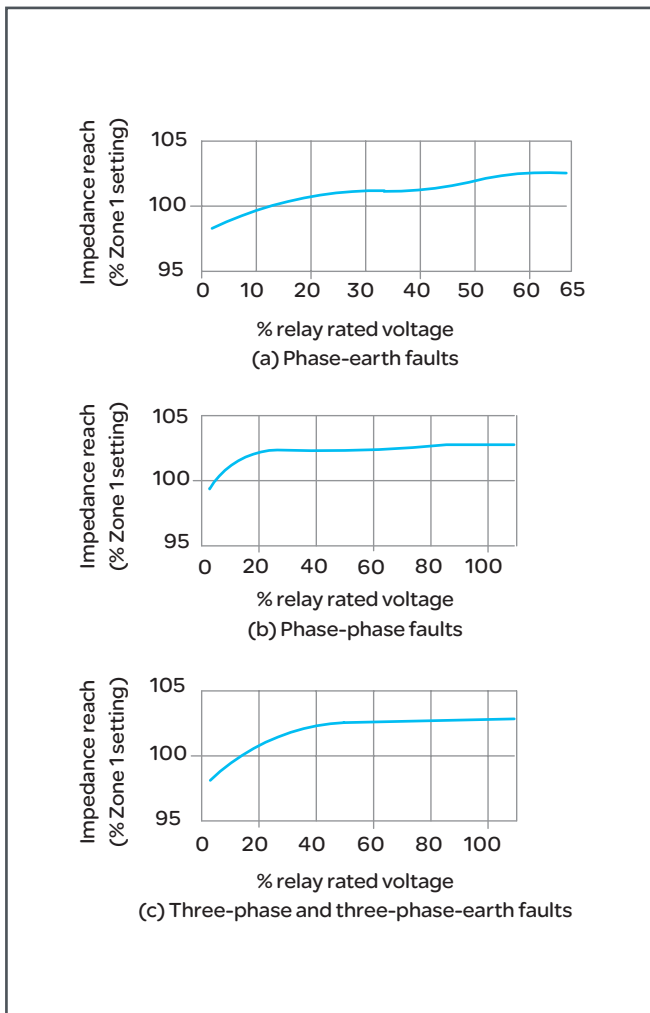 Impedance reach
(% Zone 1 setting)
105
100
95
0 10 20 30 40 50 60 65
% relay rated voltage
(a) Phase-earth faults
Impedance reach
(% Zone 1 setting)
105
100
95
0 20 40 60 80 100
% relay rated voltage
(b) Phase-phase faults
Impedance reach
(% Zone 1 setting)
105
100
95
0 20 40 60 80 100
% relay rated voltage
(c) Three-phase and three-phase-earth faults